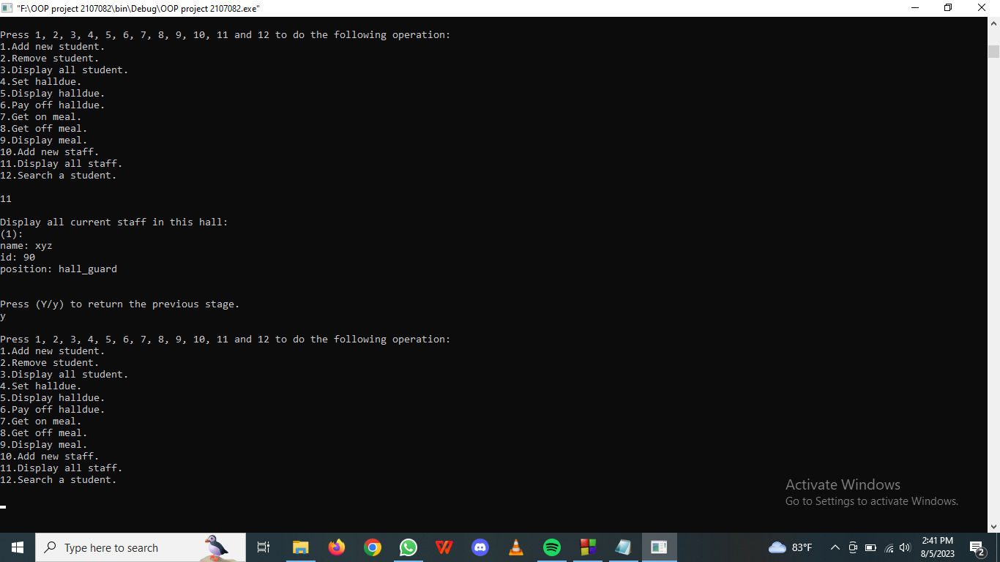 "F:\OOP project 2107082\bin\Debug\OOP project 2107082.exe"
Press 1, 2, 3, 4, 5, 6, 7, 8, 9, 10, 11 and 12 to do the following operation:
1.Add new student.
2.Remove student.
3.Display all student.
4.Set halldue.
5.Display halldue.
6.Pay off halldue.
7.Get on meal.
8.Get off meal.
9.Display meal.
10.Add new staff.
11.Display all staff.
12.Search a student.
11
Display all current staff in this hall:
(1):
name: xyz
id: 90
position: hall_guard
Press (Y/y) to return the previous stage.
y
Press 1, 2, 3, 4, 5, 6, 7, 8, 9, 10, 11 and 12 to do the following operation:
1.Add new student.
2.Remove student.
3.Display all student.
4.Set halldue.
5.Display halldue.
6.Pay off halldue.
7.Get on meal.
8.Get off meal.
9.Display meal.
10.Add new staff.
11.Display all staff.
12.Search a student.
Activate Windows
Go to Settings to activate Windows.
Type here to search
83°F
2:41 PM
8/5/2023
2